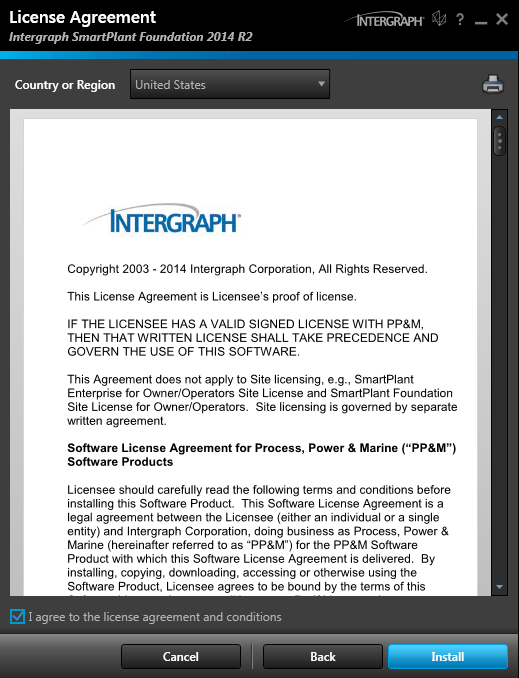 License Agreement
Intergraph SmartPlant Foundation 2014 R2
INTERGRAPH
?
Country or Region
United States
INTERGRAPH®
Copyright 2003 - 2014 Intergraph Corporation, All Rights Reserved.
This License Agreement is Licensee's proof of license.
IF THE LICENSEE HAS A VALID SIGNED LICENSE WITH PP&M,
THEN THAT WRITTEN LICENSE SHALL TAKE PRECEDENCE AND
GOVERN THE USE OF THIS SOFTWARE.
This Agreement does not apply to Site licensing, e.g., SmartPlant
Enterprise for Owner/Operators Site License and SmartPlant Foundation
Site License for Owner/Operators.  Site licensing is governed by separate
written agreement.
Software License Agreement for Process, Power & Marine (“PP&M”)
Software Products
Licensee should carefully read the following terms and conditions before
installing this Software Product.  This Software License Agreement is a
legal agreement between the Licensee (either an individual or a single
entity) and Intergraph Corporation, doing business as Process, Power &
Marine (hereinafter referred to as “PP&M”) for the PP&M Software
Product with which this Software License Agreement is delivered.  By
installing, copying, downloading, accessing or otherwise using the
Software Product, Licensee agrees to be bound by the terms of this
I agree to the license agreement and conditions
Cancel
Back
Install